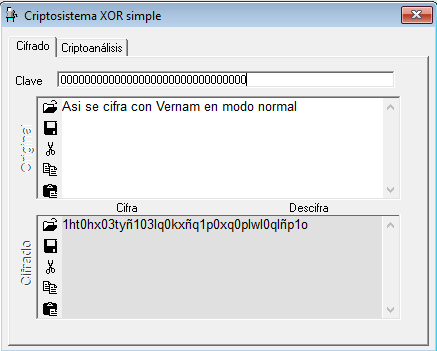 Criptosistema XOR simple
Cifrado
Criptoanálisis
Clave
0000000000000000000000000000000
Original
Asi se cifra con Vernam en modo normal
Cifra
Descifra
Cifrado
1ht0hx03tyñ103lq0kxñq1p0xq0plwl0qlñp1o